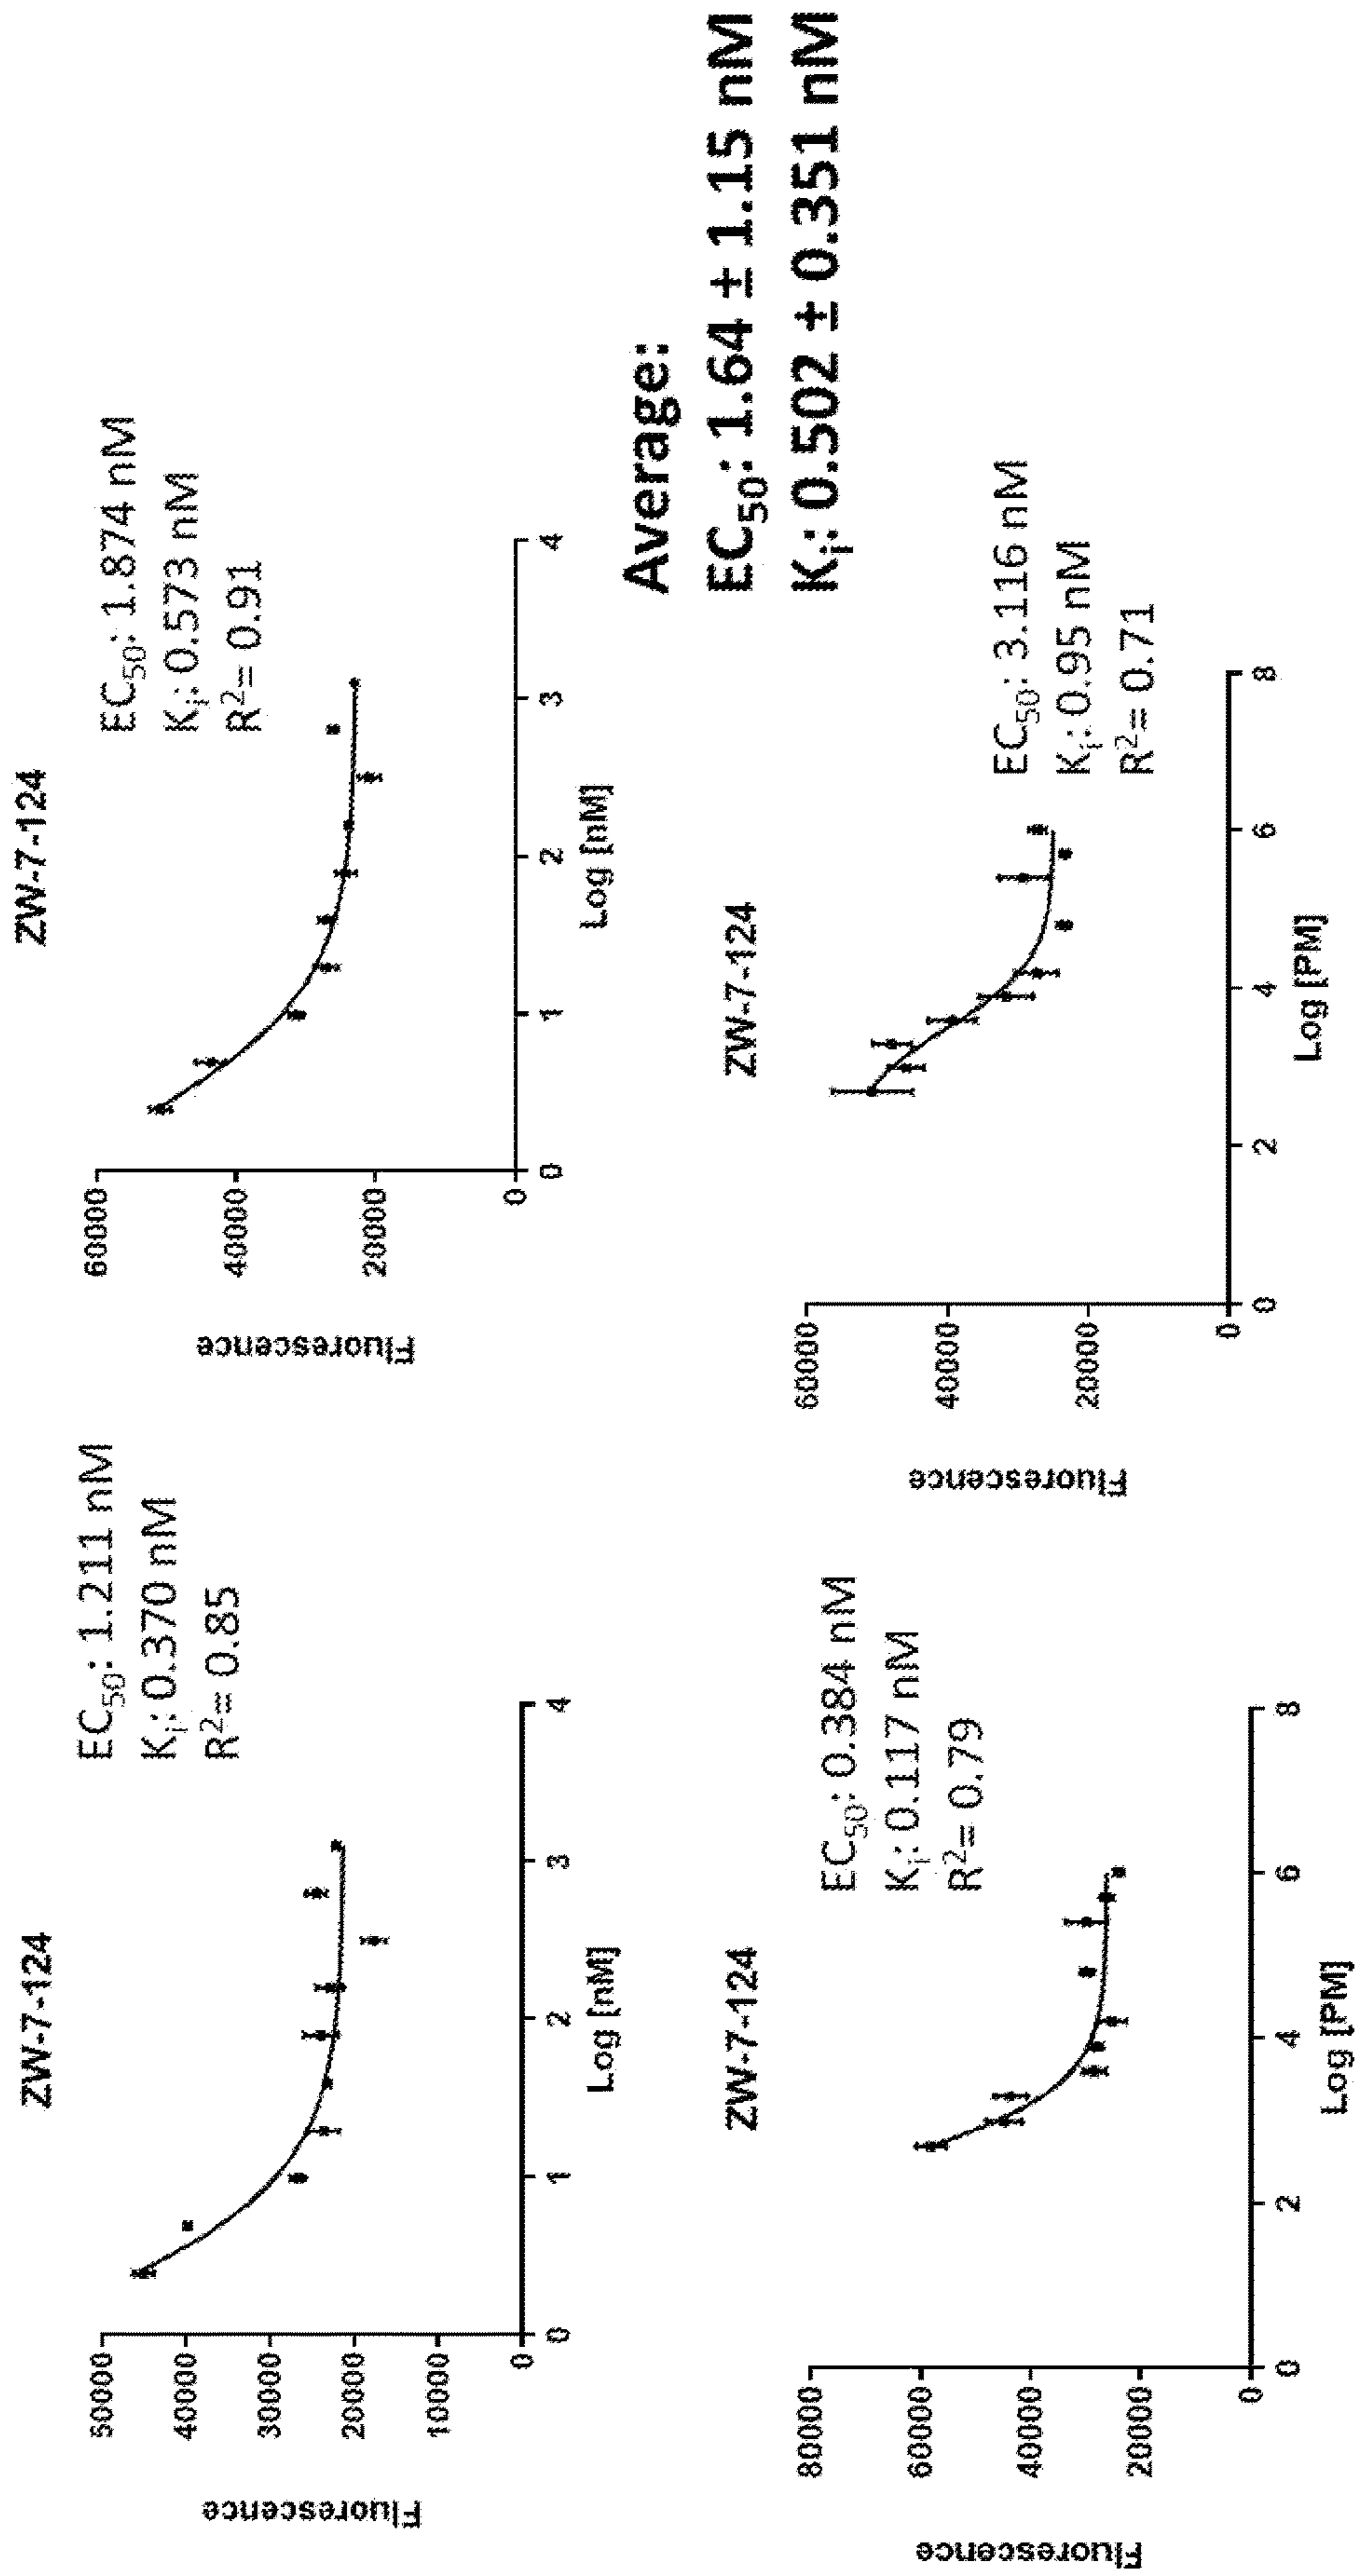 ZW-7-124
EC50: 1.211 nM
Ki: 0.370 nM
R2= 0.85
Fluorescence
50000
40000
30000
20000
10000
0
0
1
2
3
4
Log [nM]
ZW-7-124
EC50: 1.874 nM
Ki: 0.573 nM
R2= 0.91
Fluorescence
60000
40000
20000
0
0
1
2
3
4
Log [nM]
Average:
EC50: 1.64 ± 1.15 nM
Ki: 0.502 ± 0.351 nM
ZW-7-124
EC50: 0.384 nM
Ki: 0.117 nM
R2= 0.79
Fluorescence
80000
60000
40000
20000
0
0
2
4
6
8
Log [PM]
ZW-7-124
EC50: 3.116 nM
Ki: 0.95 nM
R2= 0.71
Fluorescence
60000
40000
20000
0
0
2
4
6
8
Log [PM]